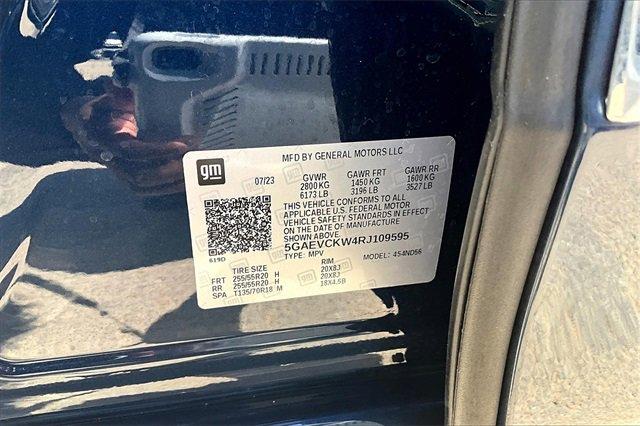 MFD BY GENERAL MOTORS LLC
gm
07/23 GVWR GAWR FRT GAWR RR
2800 KG 1450 KG 1600 KG
6173 LB 3196 LB 3527 LB
THIS VEHICLE CONFORMS TO ALL
APPLICABLE U.S. FEDERAL MOTOR
VEHICLE SAFETY STANDARDS IN EFFECT
ON THE DATE OF MANUFACTURE
SHOWN ABOVE.
5GAEVCKW4RJ109595
619D TYPE: MPV MODEL: 454ND56
TIRE SIZE RIM
FRT 255/55R20 H 20X8J
RR 255/55R20 H 20X8J
SPA T135/70R18 M 18X4.5B